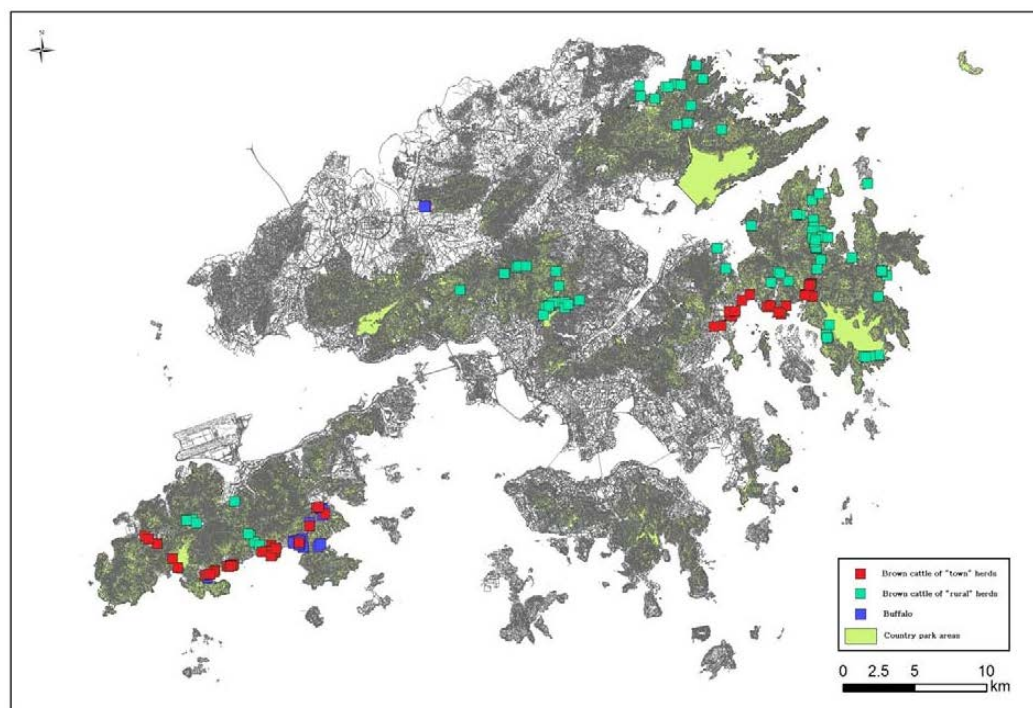 N
Brown cattle of "town" herds
Brown cattle of "rural" herds
Buffalo
Country park areas
0 2.5 5 10
km